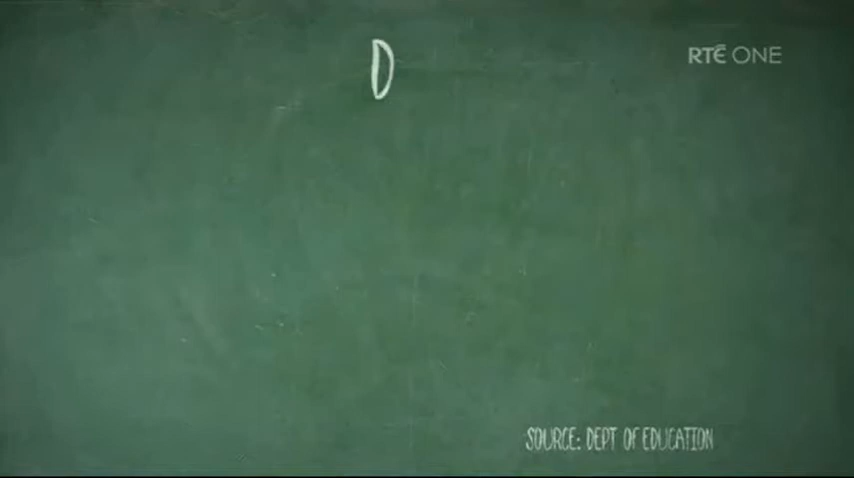 D
RTÉ ONE
SOURCE: DEPT OF EDUCATION